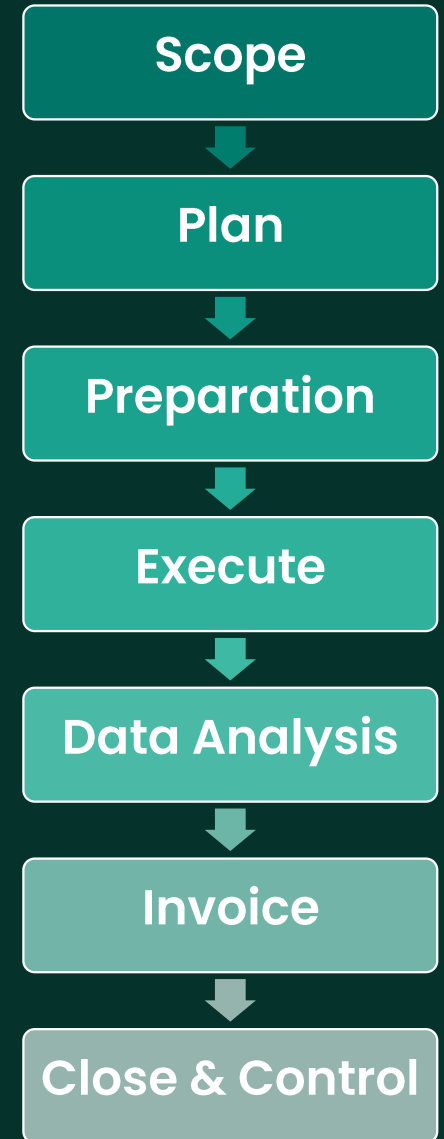 Scope
Plan
Preparation
Execute
Data Analysis
Invoice
Close & Control